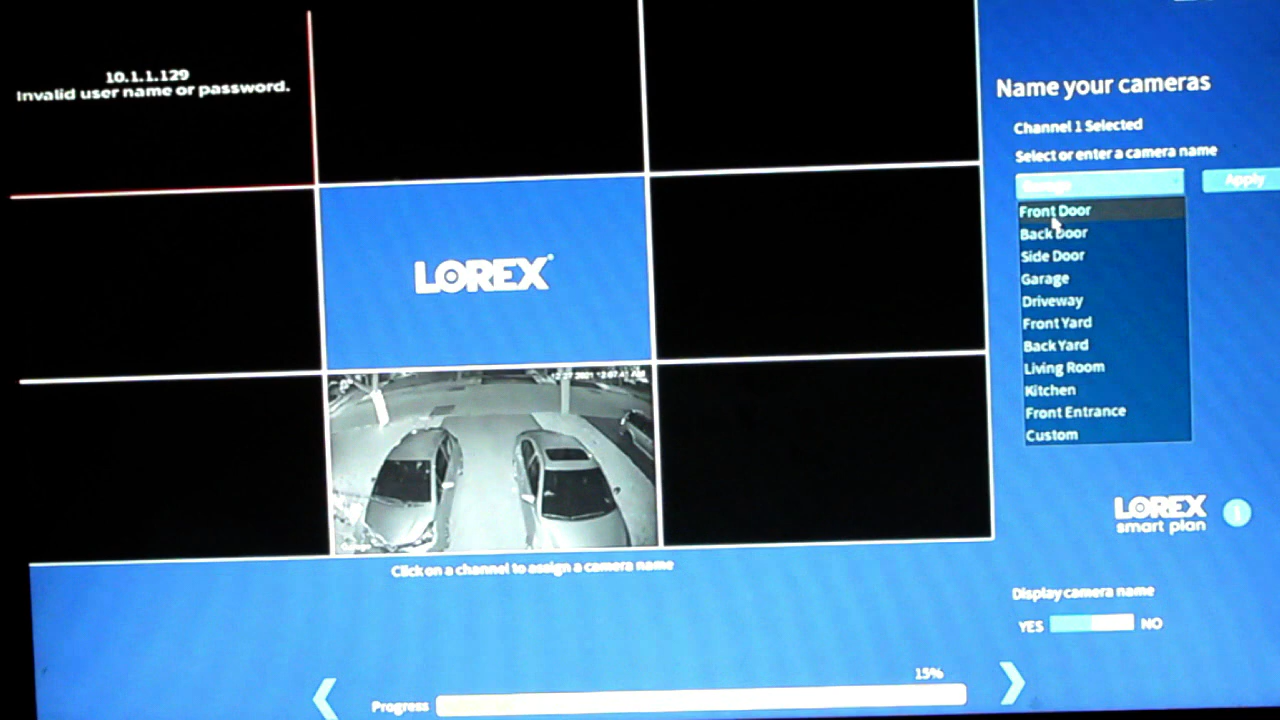 10.1.1.129
Invalid user name or password.
LOREX
Name your cameras
Channel 1 Selected
Select or enter a camera name
Garage
Apply
Front Door
Back Door
Side Door
Garage
Driveway
Front Yard
Back Yard
Living Room
Kitchen
Front Entrance
Custom
LOREX
smart plan
i
Click on a channel to assign a camera name
Display camera name
YES
NO
15%
Progress